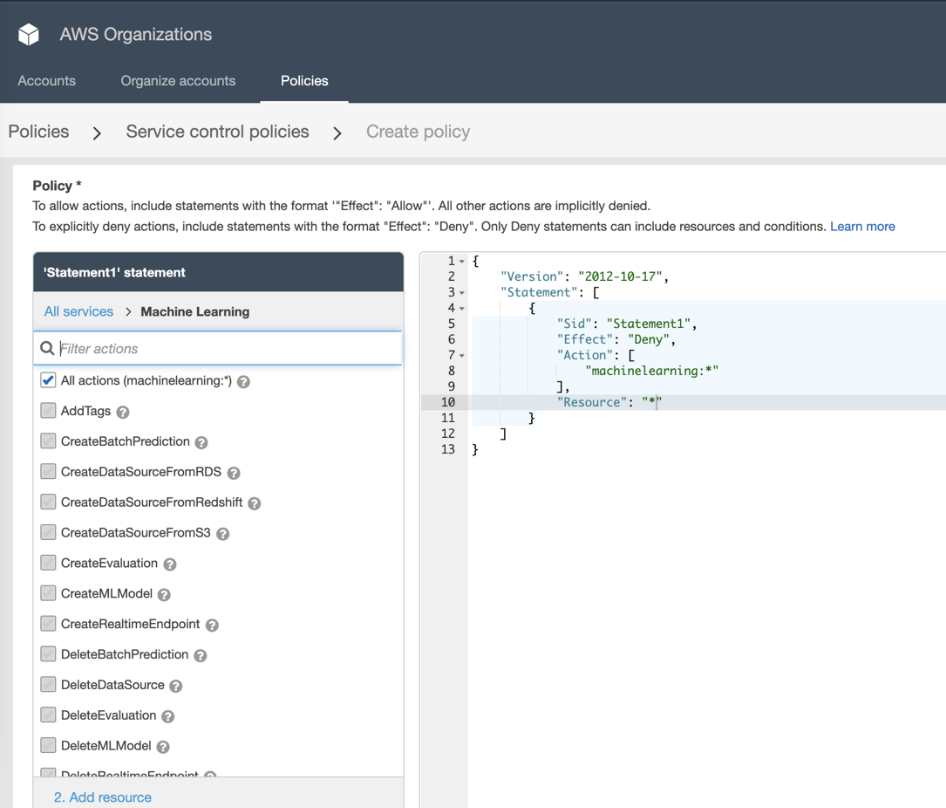 AWS Organizations
Accounts Organize accounts Policies
Policies > Service control policies > Create policy
Policy *
To allow actions, include statements with the format '"Effect": "Allow"'. All other actions are implicitly denied.
To explicitly deny actions, include statements with the format "Effect": "Deny". Only Deny statements can include resources and conditions. Learn more
'Statement1' statement
All services > Machine Learning
Filter actions
All actions (machinelearning:*) ?
AddTags ?
CreateBatchPrediction ?
CreateDataSourceFromRDS ?
CreateDataSourceFromRedshift ?
CreateDataSourceFromS3 ?
CreateEvaluation ?
CreateMLModel ?
CreateRealtimeEndpoint ?
DeleteBatchPrediction ?
DeleteDataSource ?
DeleteEvaluation ?
DeleteMLModel ?
DeleteRealtimeEndpoint ?
2. Add resource
1 {
2 "Version": "2012-10-17",
3 "Statement": [
4 {
5 "Sid": "Statement1",
6 "Effect": "Deny",
7 "Action": [
8 "machinelearning:*"
9 ],
10 "Resource": "*"
11 }
12 ]
13 }